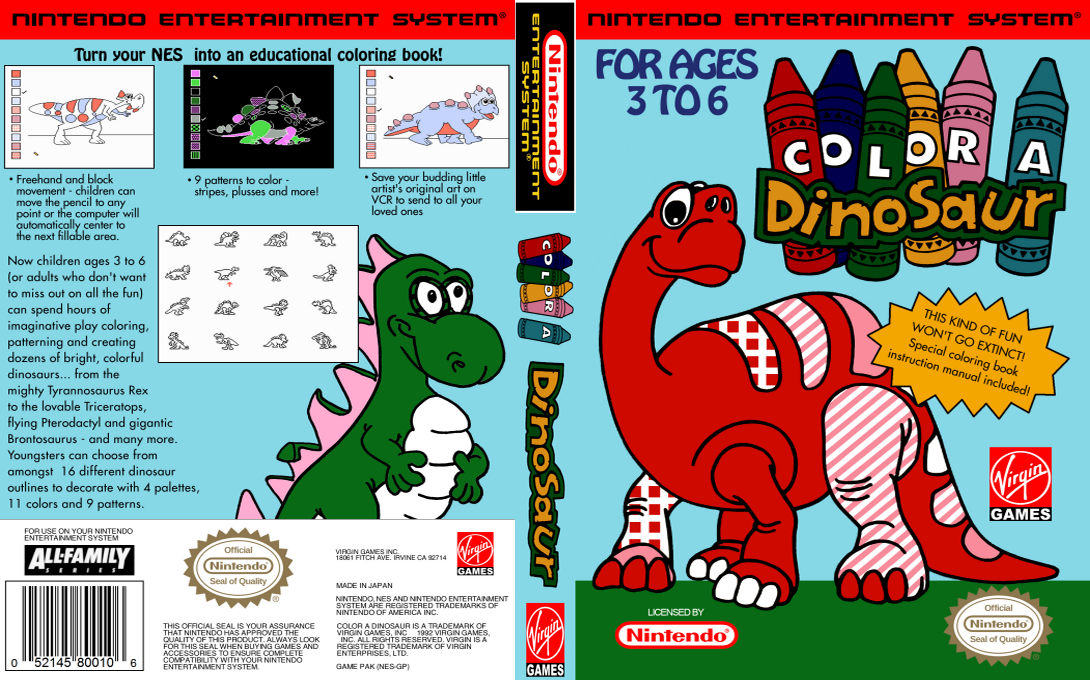 NINTENDO ENTERTAINMENT SYSTEM®
Turn your NES into an educational coloring book!
• Freehand and block
movement - children can
move the pencil to any
point or the computer will
automatically center to
the next fillable area.
• 9 patterns to color -
stripes, plusses and more!
• Save your budding little
artist's original art on
VCR to send to all your
loved ones
Now children ages 3 to 6
(or adults who don't want
to miss out on all the fun)
can spend hours of
imaginative play coloring,
patterning and creating
dozens of bright, colorful
dinosaurs... from the
mighty Tyrannosaurus Rex
to the lovable Triceratops,
flying Pterodactyl and gigantic
Brontosaurus - and many more.
Youngsters can choose from
amongst 16 different dinosaur
outlines to decorate with 4 palettes,
11 colors and 9 patterns.
FOR USE ON YOUR NINTENDO
ENTERTAINMENT SYSTEM
ALL-FAMILY
SERIES
0 52145 80010 6
Official
Nintendo®
Seal of Quality
®
THIS OFFICIAL SEAL IS YOUR ASSURANCE
THAT NINTENDO HAS APPROVED THE
QUALITY OF THIS PRODUCT. ALWAYS LOOK
FOR THIS SEAL WHEN BUYING GAMES AND
ACCESSORIES TO ENSURE COMPLETE
COMPATIBILITY WITH YOUR NINTENDO
ENTERTAINMENT SYSTEM.
VIRGIN GAMES INC.
18061 FITCH AVE. IRVINE CA 92714
Virgin
GAMES
MADE IN JAPAN
NINTENDO, NES AND NINTENDO ENTERTAINMENT
SYSTEM ARE REGISTERED TRADEMARKS OF
NINTENDO OF AMERICA INC.
COLOR A DINOSAUR IS A TRADEMARK OF
VIRGIN GAMES, INC 1992 VIRGIN GAMES,
INC. ALL RIGHTS RESERVED. VIRGIN IS A
REGISTERED TRADEMARK OF VIRGIN
ENTERPRISES, LTD.
GAME PAK (NES-GP)
Nintendo®
ENTERTAINMENT
SYSTEM®
COLOR A
DinoSaur
Virgin
GAMES
NINTENDO ENTERTAINMENT SYSTEM®
FOR AGES
3 TO 6
COLOR A
DinoSaur
THIS KIND OF FUN
WON'T GO EXTINCT!
Special coloring book
instruction manual included!
Virgin
GAMES
LICENSED BY
Nintendo®
Official
Nintendo®
Seal of Quality
®